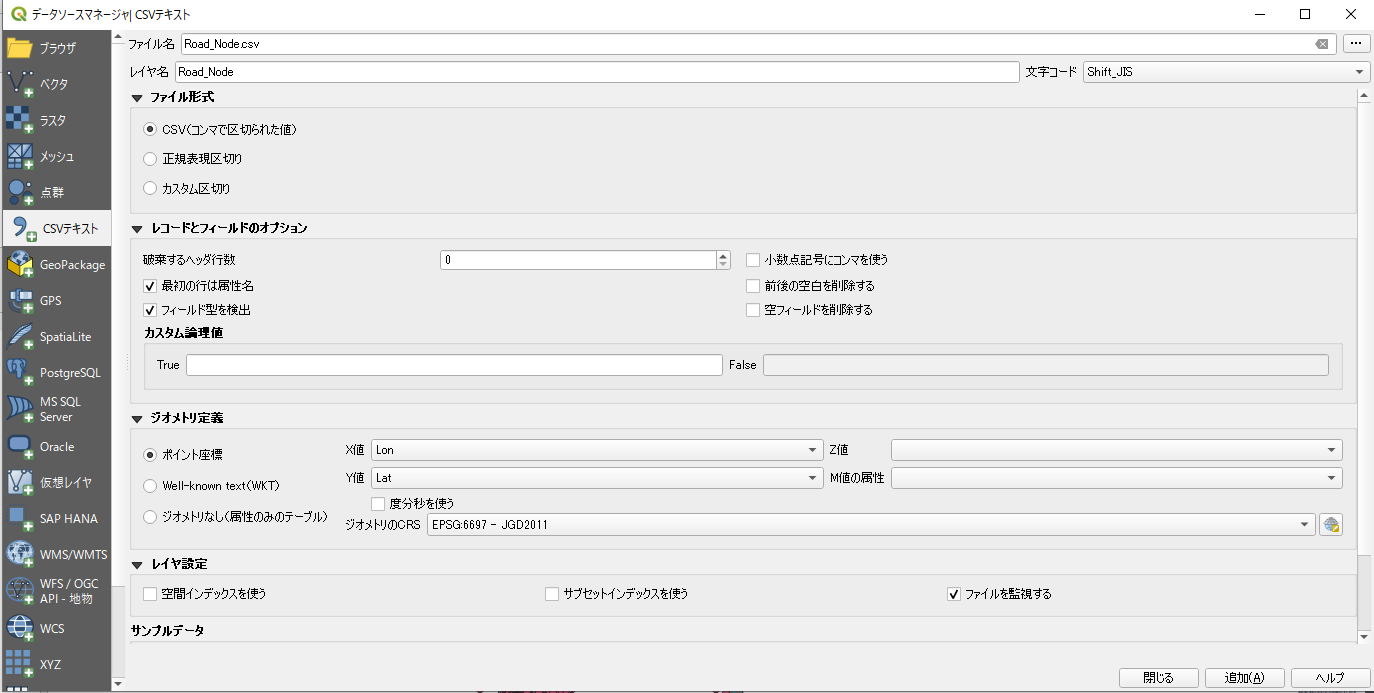 データソースマネージャ| CSVテキスト
ブラウザ
ベクタ
ラスタ
メッシュ
点群
CSVテキスト
GeoPackage
GPS
SpatiaLite
PostgreSQL
MS SQL
Server
Oracle
仮想レイヤ
SAP HANA
WMS/WMTS
WFS / OGC
API - 地物
WCS
XYZ
ファイル名 Road_Node.csv ...
レイヤ名 Road_Node 文字コード Shift_JIS
ファイル形式
CSV(コンマで区切られた値)
正規表現区切り
カスタム区切り
レコードとフィールドのオプション
破棄するヘッダ行数 0 小数点記号にコンマを使う
最初の行は属性名 前後の空白を削除する
フィールド型を検出 空フィールドを削除する
カスタム論理値
True False
ジオメトリ定義
ポイント座標 X値 Lon Z値
Y値 Lat M値の属性
Well-known text(WKT)
度分秒を使う
ジオメトリなし(属性のみのテーブル) ジオメトリのCRS EPSG:6697 - JGD2011
レイヤ設定
空間インデックスを使う サブセットインデックスを使う ファイルを監視する
サンプルデータ
閉じる 追加(A) ヘルプ